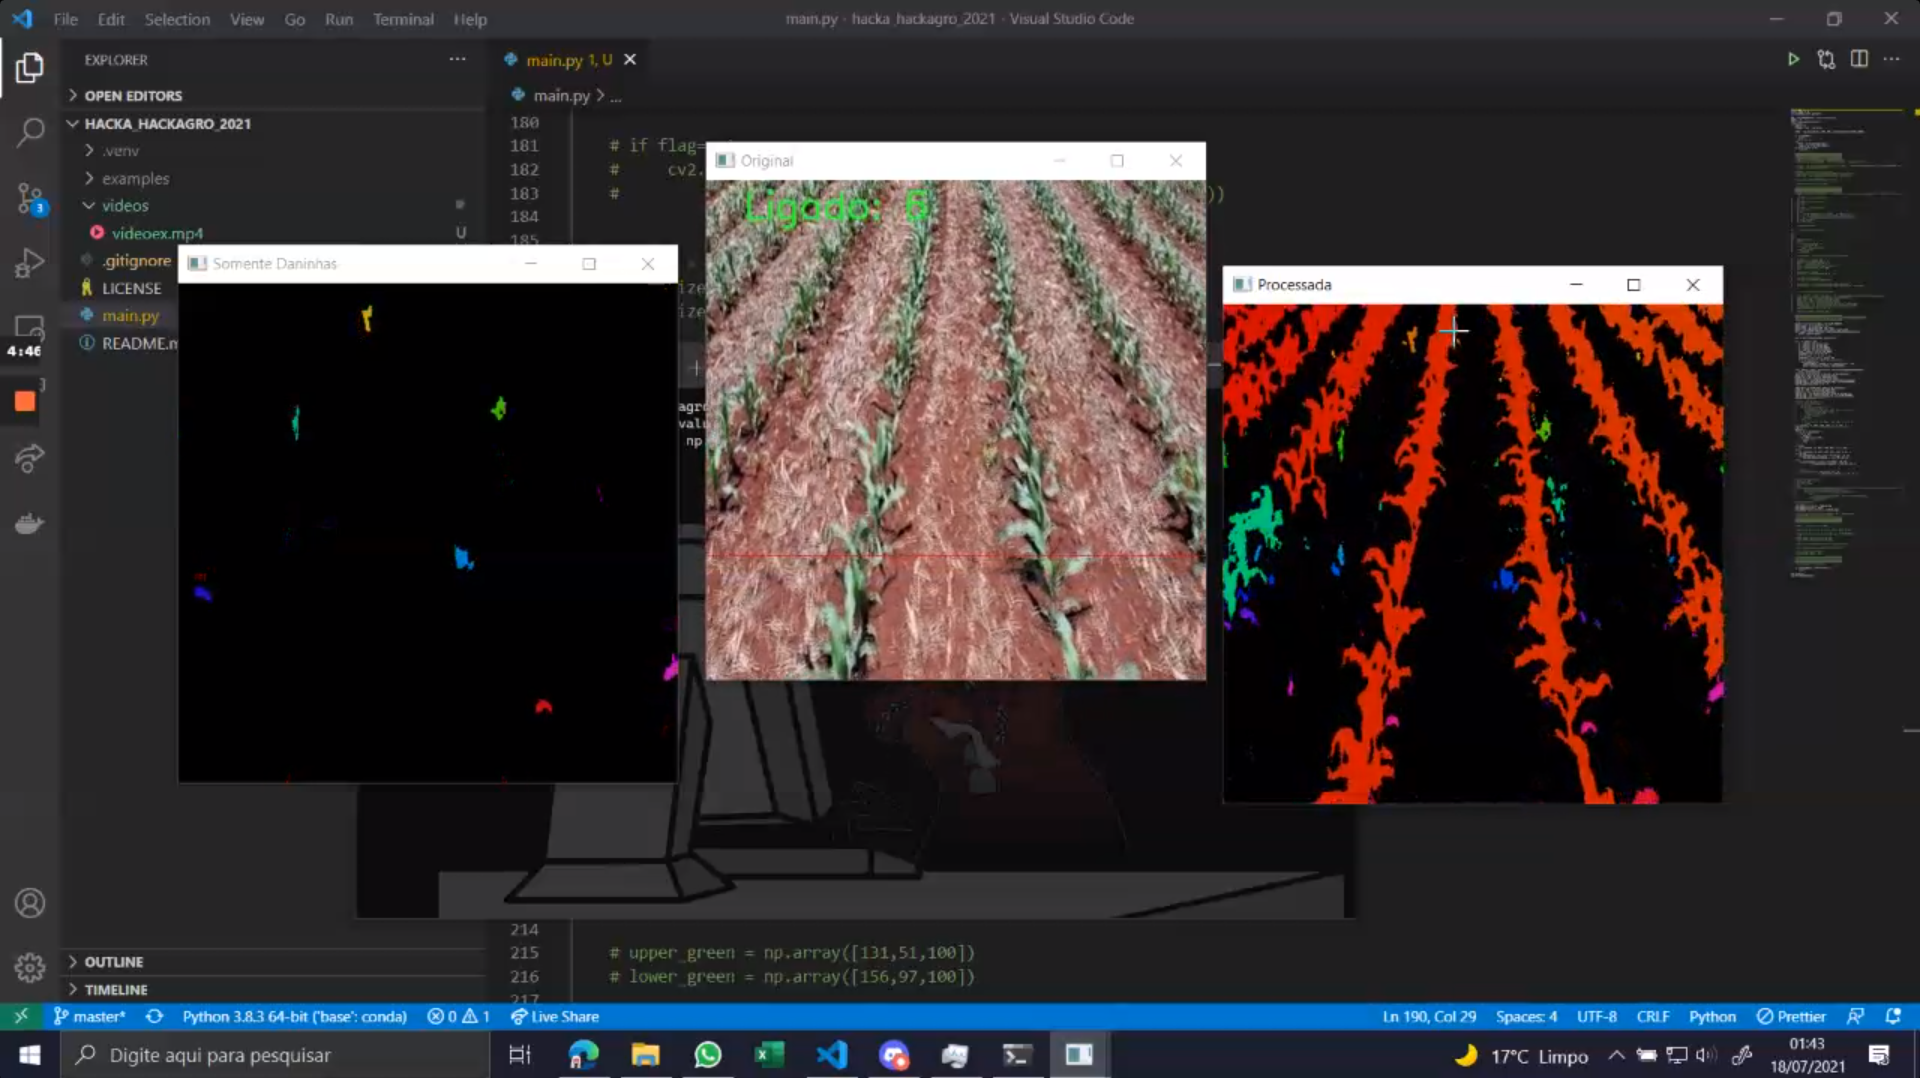 File Edit Selection View Go Run Terminal Help
main.py - hacka_hackagro_2021 - Visual Studio Code
EXPLORER
OPEN EDITORS
HACKA_HACKAGRO_2021
.venv
examples
videos
videoex.mp4 U
.gitignore
LICENSE
main.py
README.m
OUTLINE
TIMELINE
3
4:46
main.py 1, U
main.py > ...
180
181 # if flag=
182 # cv2.
183 # ))
184
185
Original
Ligado: 6
Somente Daninhas
Processada
ize
ize
agr
valu
np
214
215 # upper_green = np.array([131,51,100])
216 # lower_green = np.array([156,97,100])
217
master* Python 3.8.3 64-bit ('base': conda) 0 1 Live Share Ln 190, Col 29 Spaces: 4 UTF-8 CRLF Python Prettier
Digite aqui para pesquisar
17°C Limpo
01:43
18/07/2021